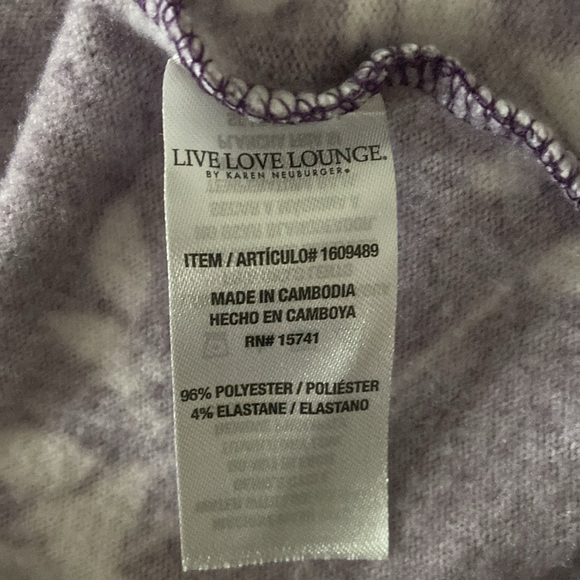 LIVE LOVE LOUNGE®
BY KAREN NEUBURGER®
ITEM / ARTÍCULO# 1609489
MADE IN CAMBODIA
HECHO EN CAMBOYA
RN# 15741
96% POLYESTER / POLIÉSTER
4% ELASTANE / ELASTANO